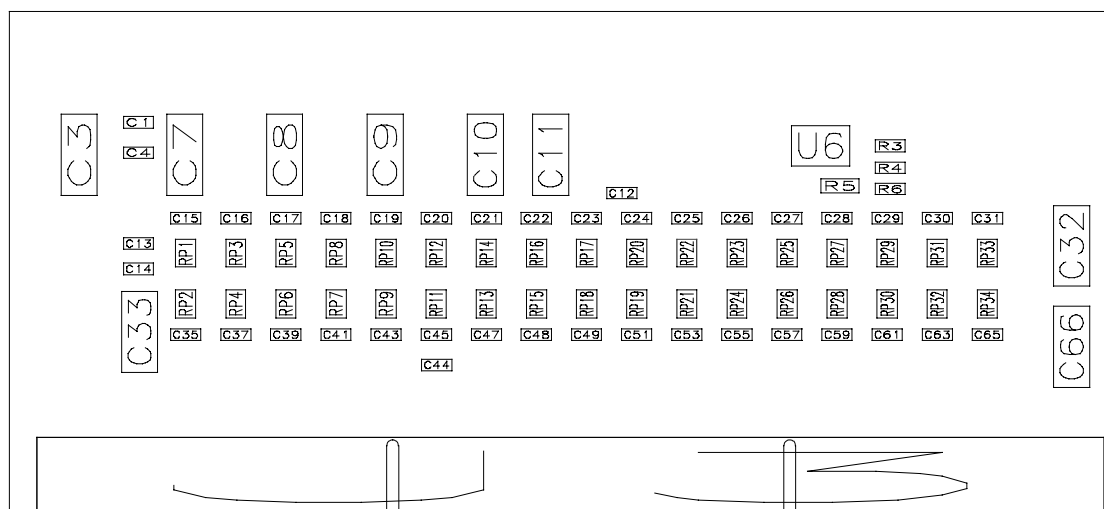 C3 C1 C7 C8 C9 C10 C11 U6 R3
C4 R4
R5 R6
C12
C15 C16 C17 C18 C19 C20 C21 C22 C23 C24 C25 C26 C27 C28 C29 C30 C31
C13 RP1 RP3 RP5 RP8 RP10 RP12 RP14 RP16 RP17 RP20 RP22 RP23 RP25 RP27 RP29 RP31 RP33 C32
C14
RP2 RP4 RP6 RP7 RP9 RP11 RP13 RP15 RP18 RP19 RP21 RP24 RP26 RP28 RP30 RP32 RP34
C33 C35 C37 C39 C41 C43 C45 C47 C48 C49 C51 C53 C55 C57 C59 C61 C63 C65 C66
C44
J3